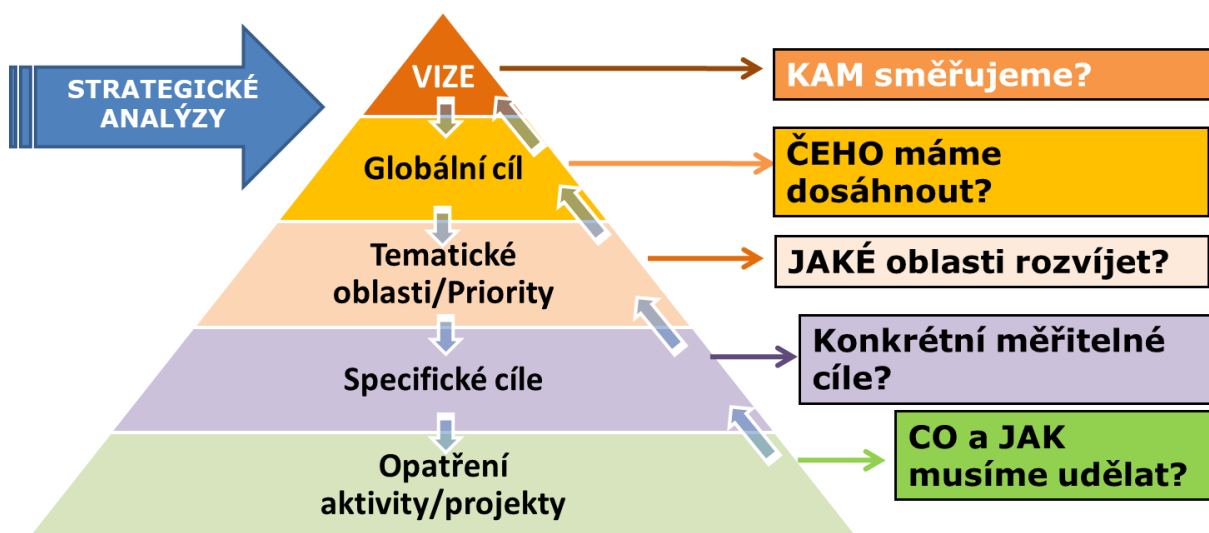 STRATEGICKÉ
ANALÝZY
VIZE
KAM směřujeme?
Globální cíl
ČEHO máme
dosáhnout?
Tematické
oblasti/Priority
JAKÉ oblasti rozvíjet?
Specifické cíle
Konkrétní měřitelné
cíle?
Opatření
aktivity/projekty
CO a JAK
musíme udělat?